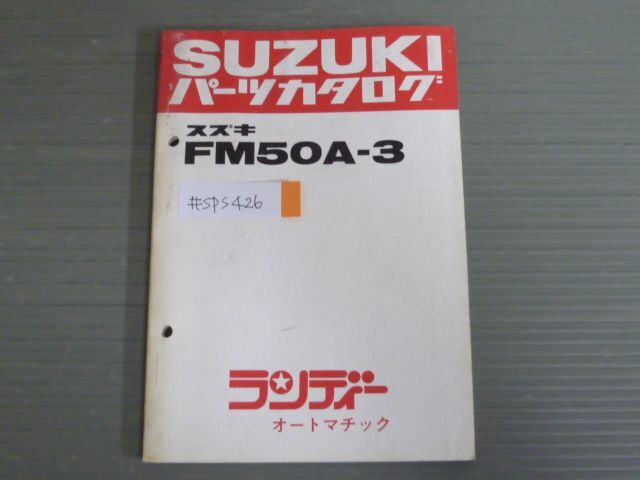 SUZUKI
パーツカタログ
スズキ
FM50A-3
#SPS426
ランディー
オートマチック